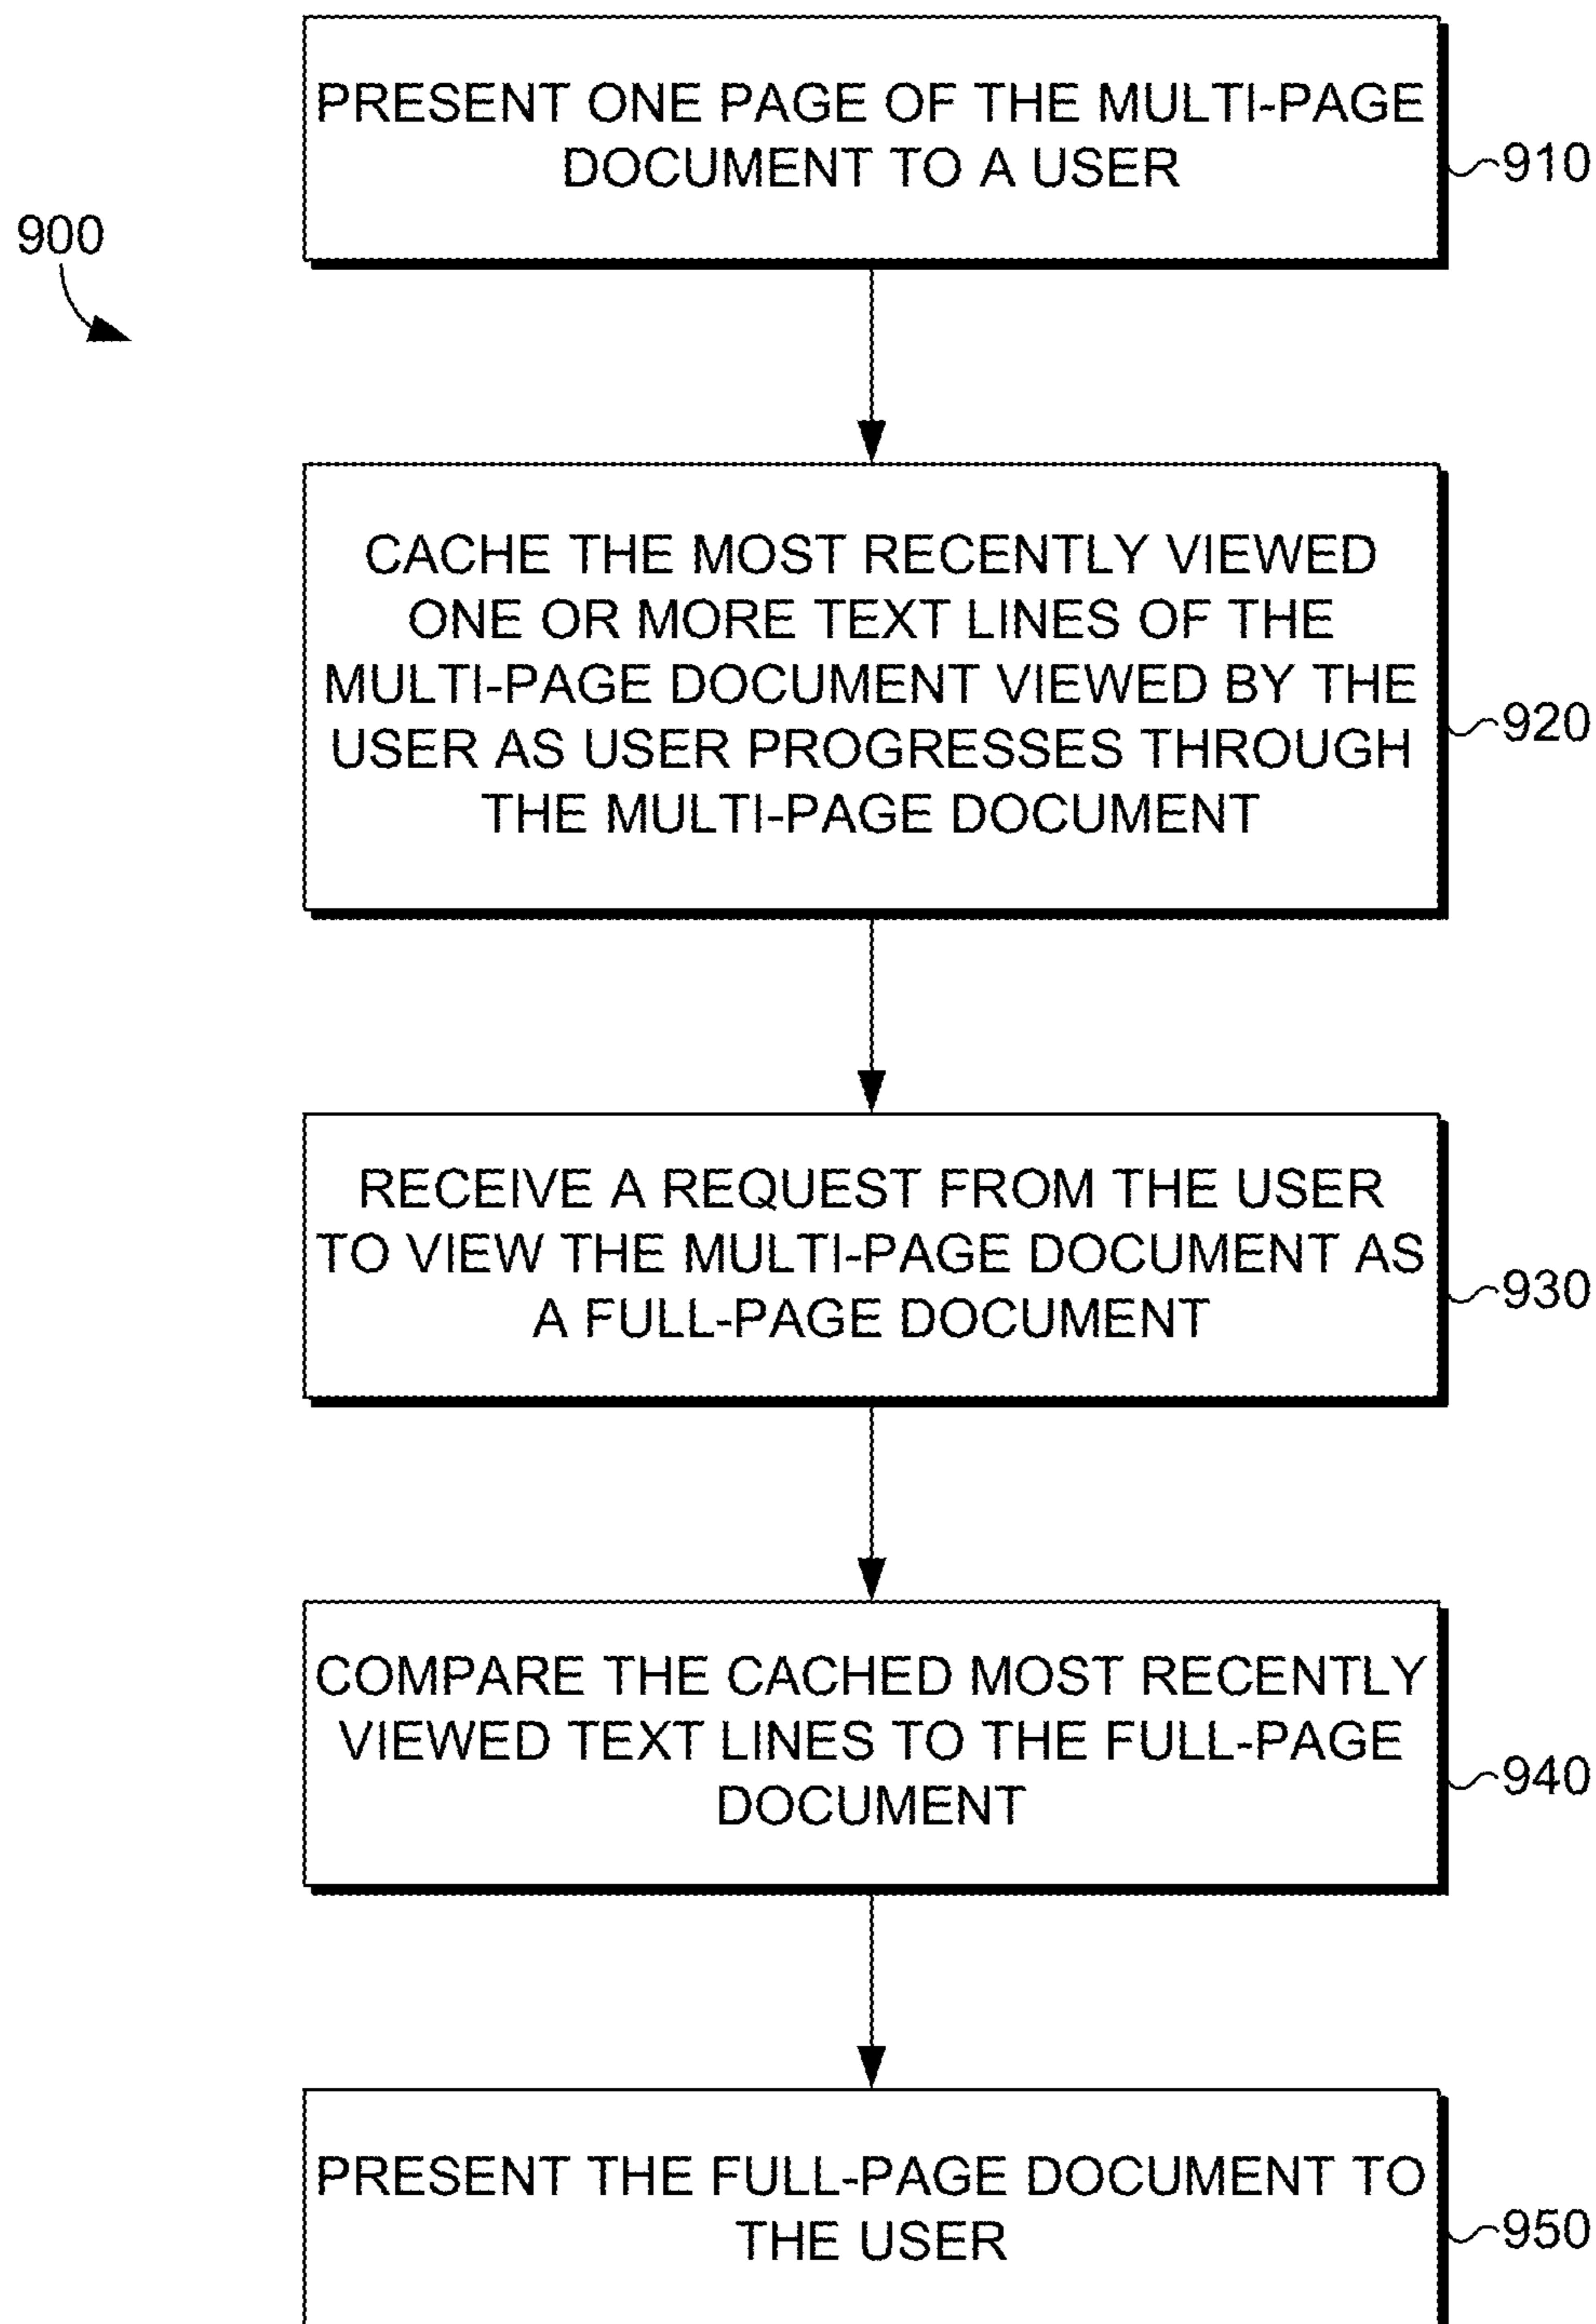 PRESENT ONE PAGE OF THE MULTI-PAGE
DOCUMENT TO A USER
910
900
CACHE THE MOST RECENTLY VIEWED
ONE OR MORE TEXT LINES OF THE
MULTI-PAGE DOCUMENT VIEWED BY THE
USER AS USER PROGRESSES THROUGH
THE MULTI-PAGE DOCUMENT
920
RECEIVE A REQUEST FROM THE USER
TO VIEW THE MULTI-PAGE DOCUMENT AS
A FULL-PAGE DOCUMENT
930
COMPARE THE CACHED MOST RECENTLY
VIEWED TEXT LINES TO THE FULL-PAGE
DOCUMENT
940
PRESENT THE FULL-PAGE DOCUMENT TO
THE USER
950